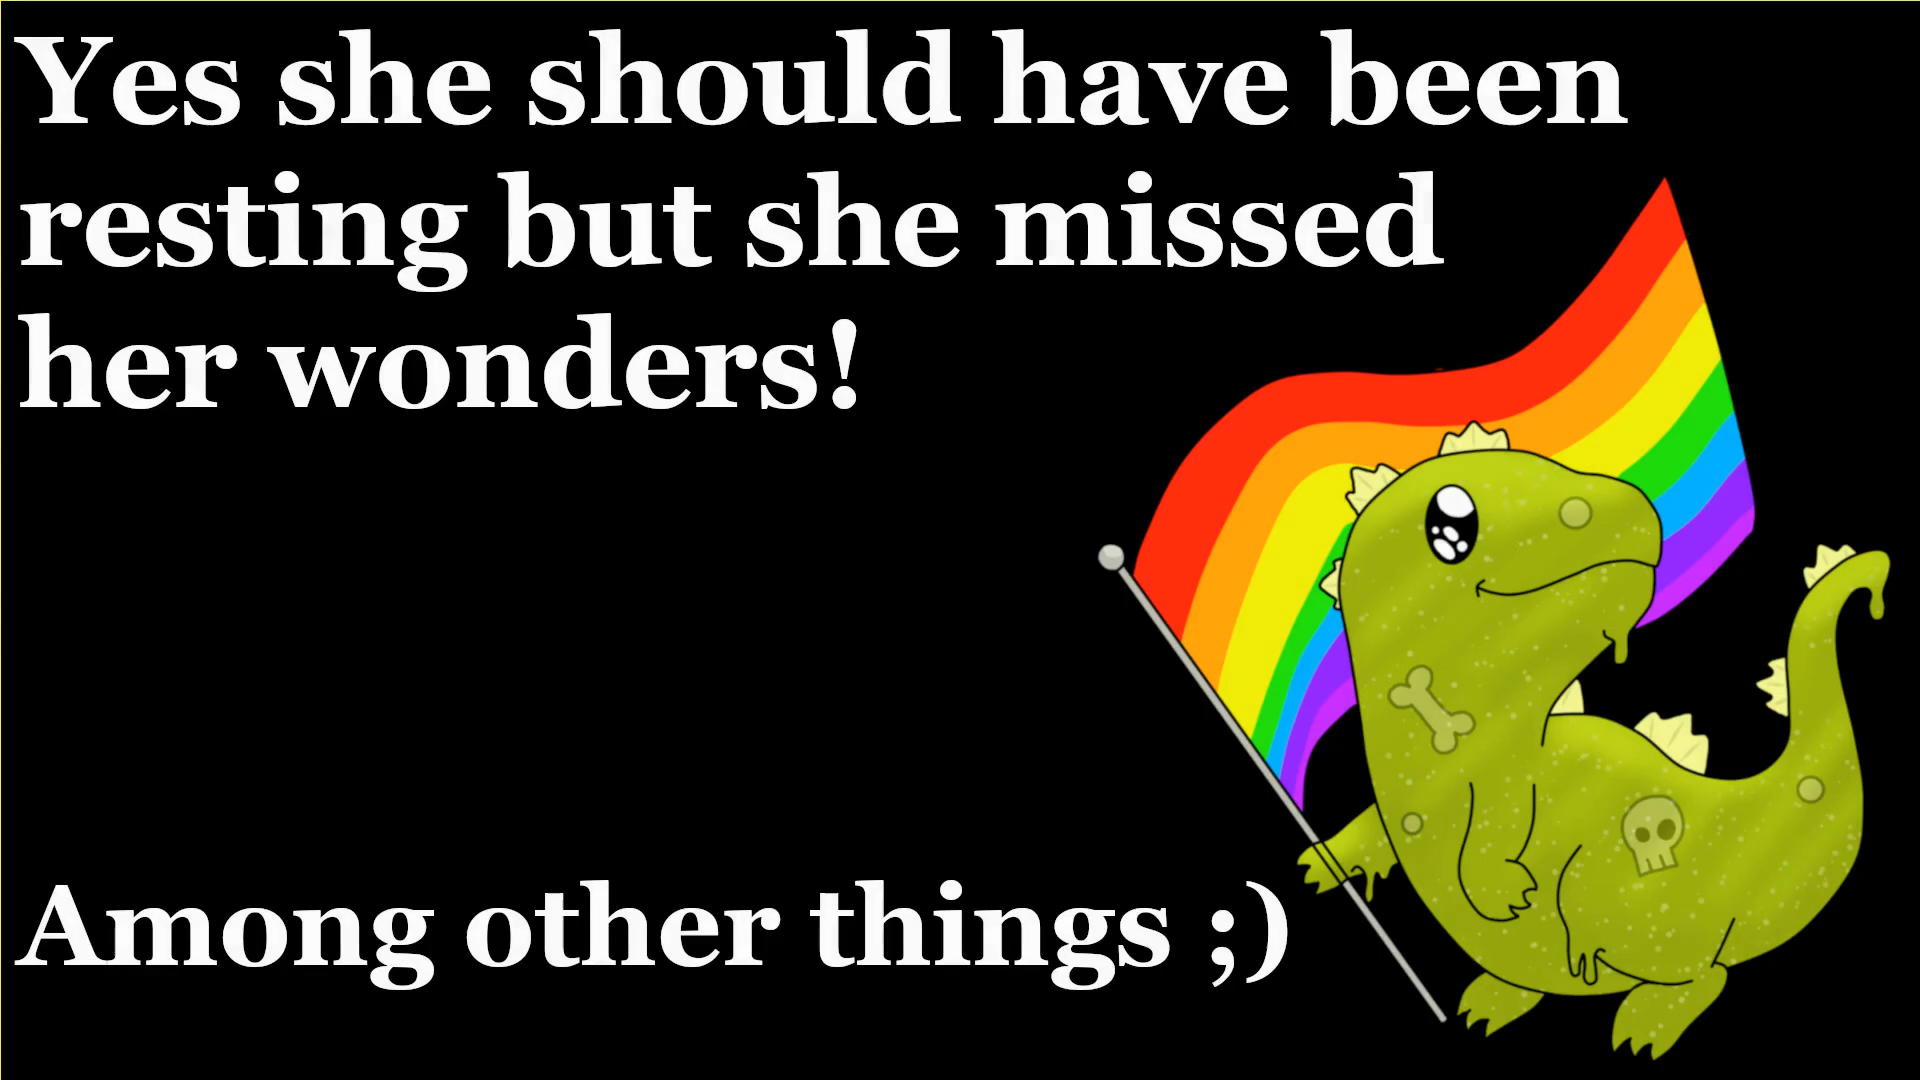 Yes she should have been
resting but she missed
her wonders!
Among other things ;)